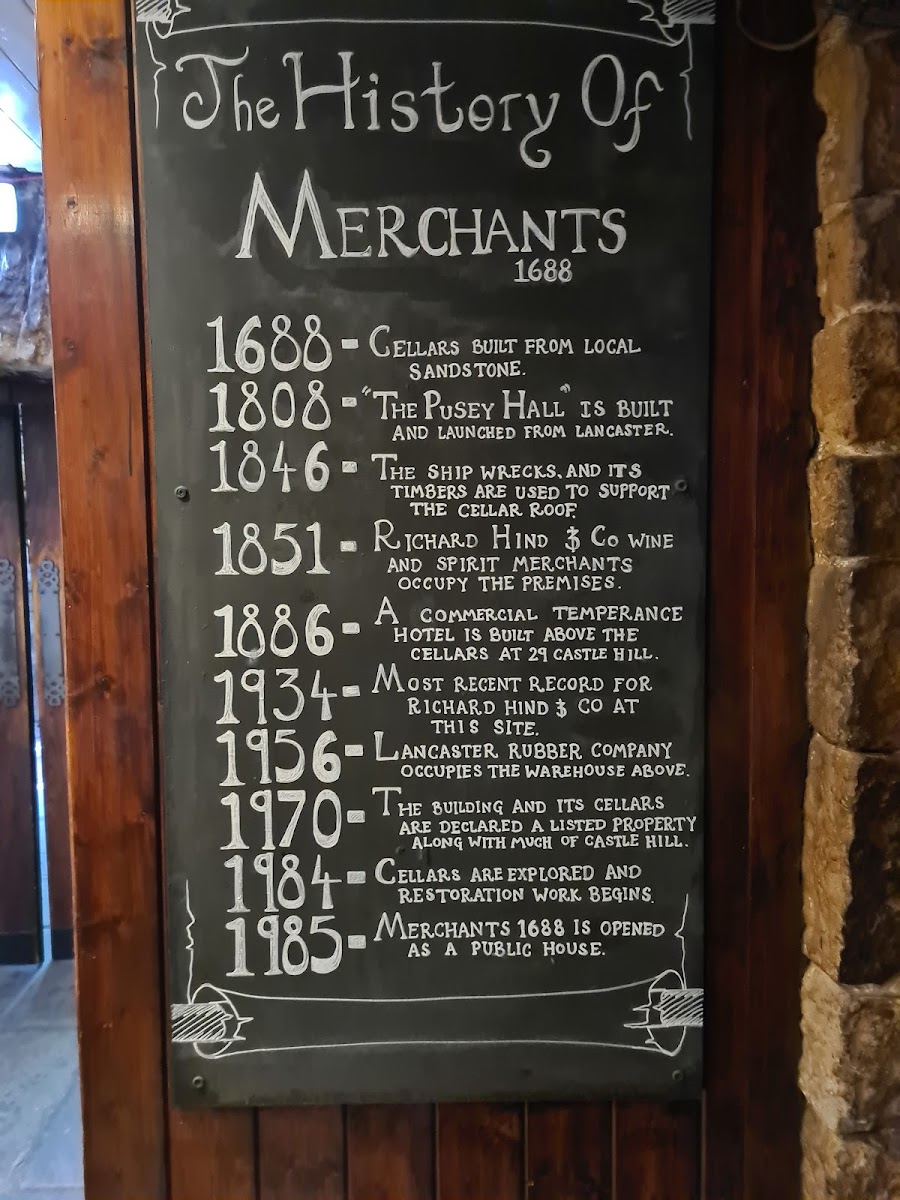 The History Of
MERCHANTS
1688
1688 - CELLARS BUILT FROM LOCAL
SANDSTONE.
1808 - "THE PUSEY HALL" IS BUILT
AND LAUNCHED FROM LANCASTER.
1846 - THE SHIP WRECKS, AND ITS
TIMBERS ARE USED TO SUPPORT
THE CELLAR ROOF.
1851 - RICHARD HIND & CO WINE
AND SPIRIT MERCHANTS
OCCUPY THE PREMISES.
1886 - A COMMERCIAL TEMPERANCE
HOTEL IS BUILT ABOVE THE
CELLARS AT 29 CASTLE HILL.
1934 - MOST RECENT RECORD FOR
RICHARD HIND & CO AT
THIS SITE.
1956 - LANCASTER RUBBER COMPANY
OCCUPIES THE WAREHOUSE ABOVE.
1970 - THE BUILDING AND ITS CELLARS
ARE DECLARED A LISTED PROPERTY
ALONG WITH MUCH OF CASTLE HILL.
1984 - CELLARS ARE EXPLORED AND
RESTORATION WORK BEGINS.
1985 - MERCHANTS 1688 IS OPENED
AS A PUBLIC HOUSE.